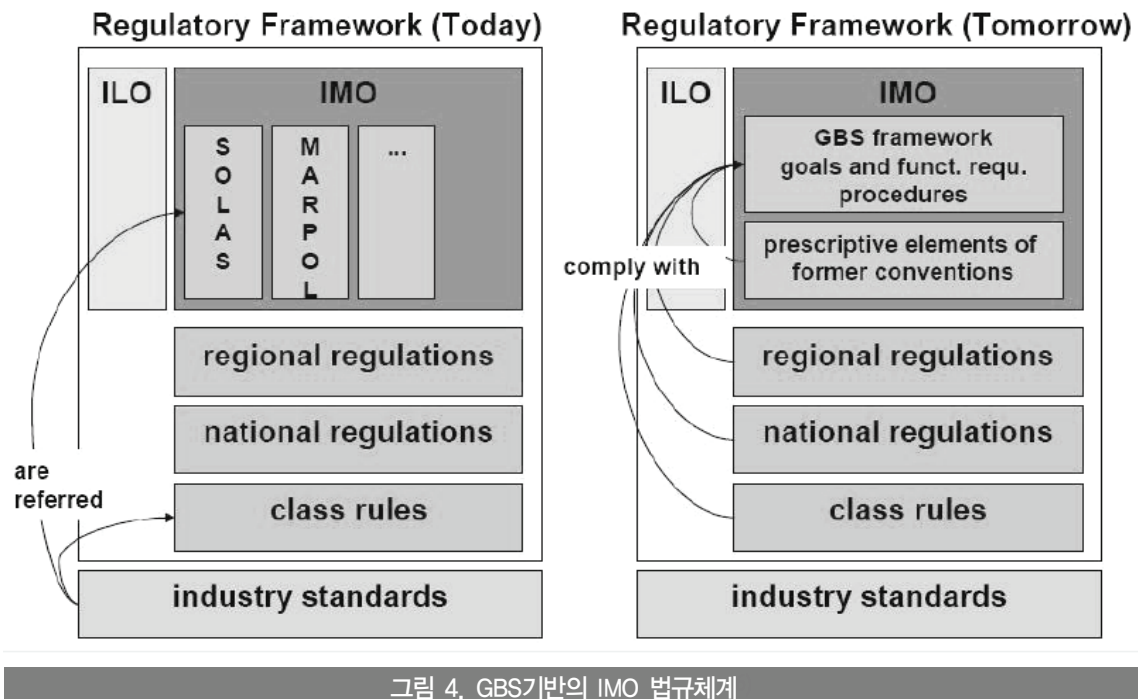 Regulatory Framework (Today)
ILO
IMO
SOLAS
MARPOL
...
regional regulations
national regulations
are
referred
class rules
industry standards
Regulatory Framework (Tomorrow)
ILO
IMO
GBS framework
goals and funct. requ.
procedures
comply with
prescriptive elements of
former conventions
regional regulations
national regulations
class rules
industry standards
그림 4. GBS기반의 IMO 법규체계